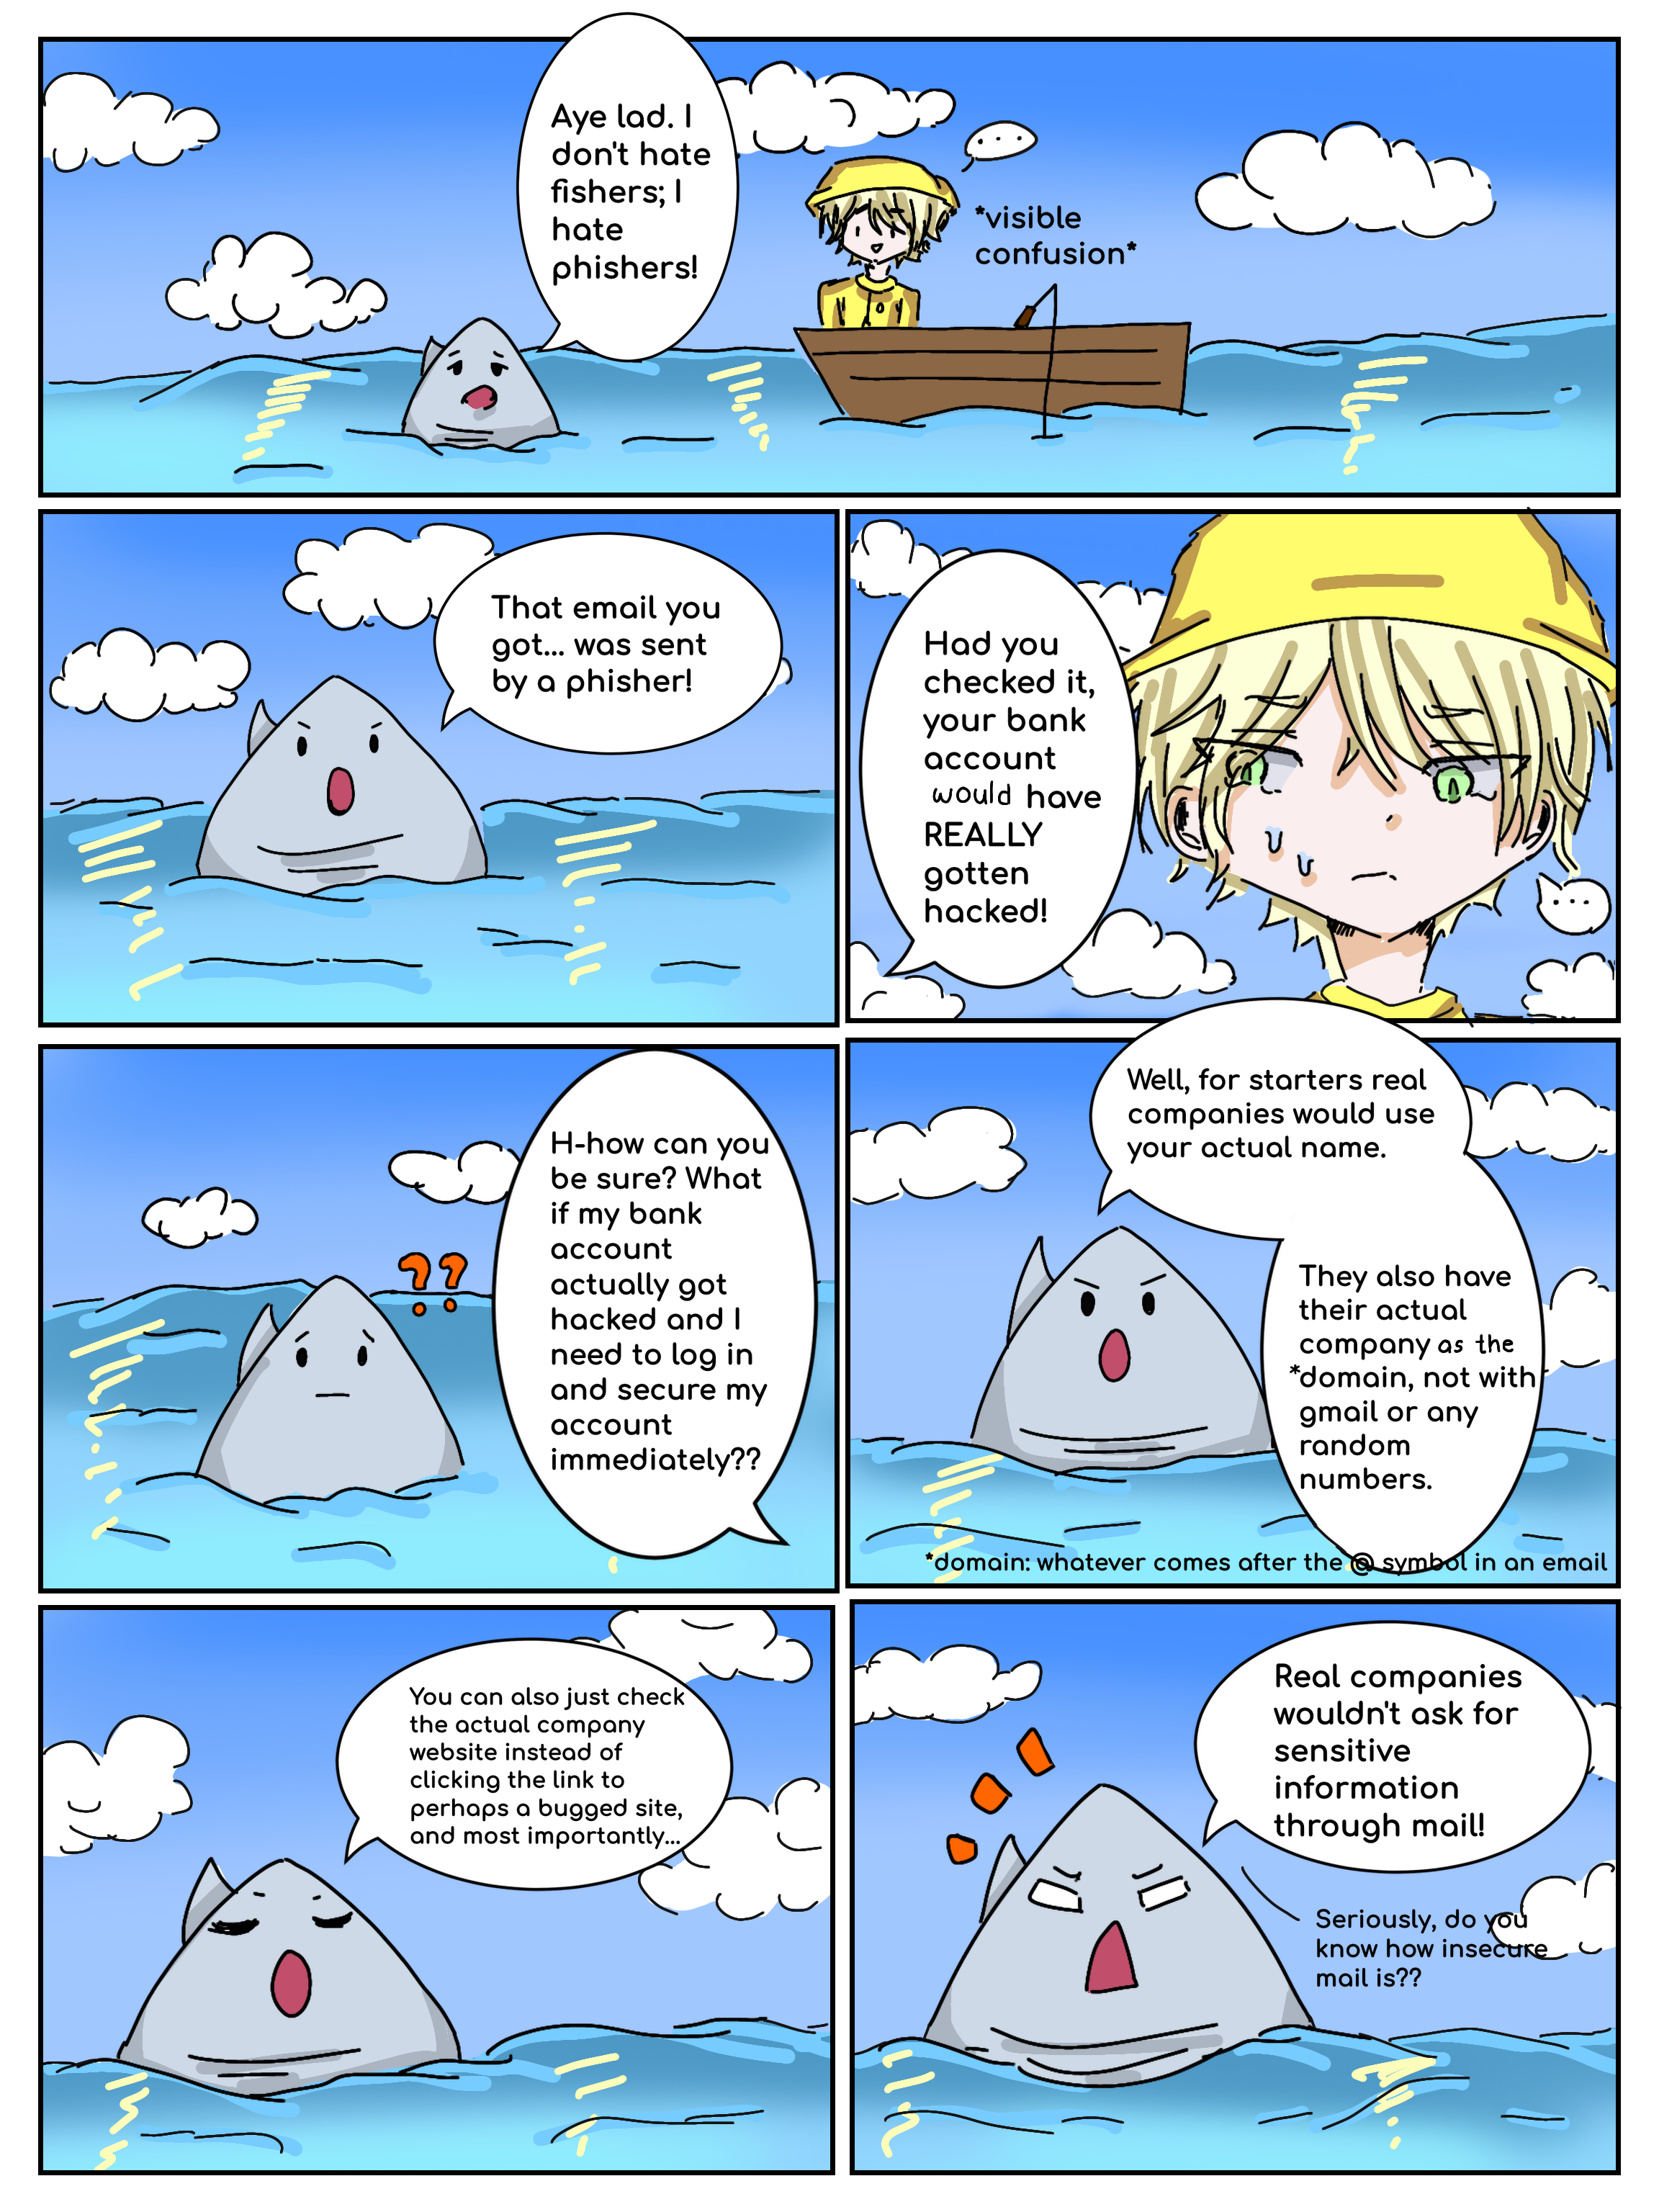 Aye lad. I
don't hate
fishers; I
hate
phishers!
...
*visible
confusion*
That email you
got... was sent
by a phisher!
Had you
checked it,
your bank
account
would have
REALLY
gotten
hacked!
...
H-how can you
be sure? What
if my bank
account
actually got
hacked and I
need to log in
and secure my
account
immediately??
??
Well, for starters real
companies would use
your actual name.
They also have
their actual
company as the
*domain, not with
gmail or any
random
numbers.
*domain: whatever comes after the @ symbol in an email
You can also just check
the actual company
website instead of
clicking the link to
perhaps a bugged site,
and most importantly...
Real companies
wouldn't ask for
sensitive
information
through mail!
Seriously, do you
know how insecure
mail is??